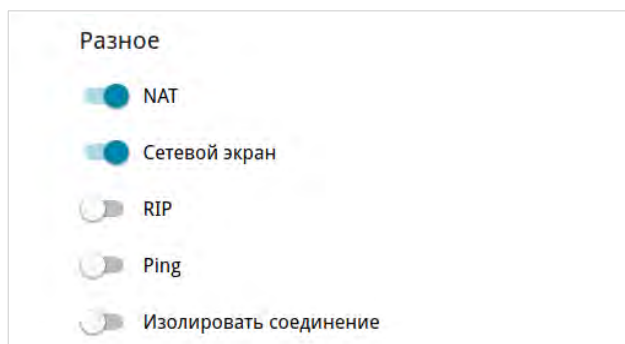 Разное
NAT
Сетевой экран
RIP
Ping
Изолировать соединение